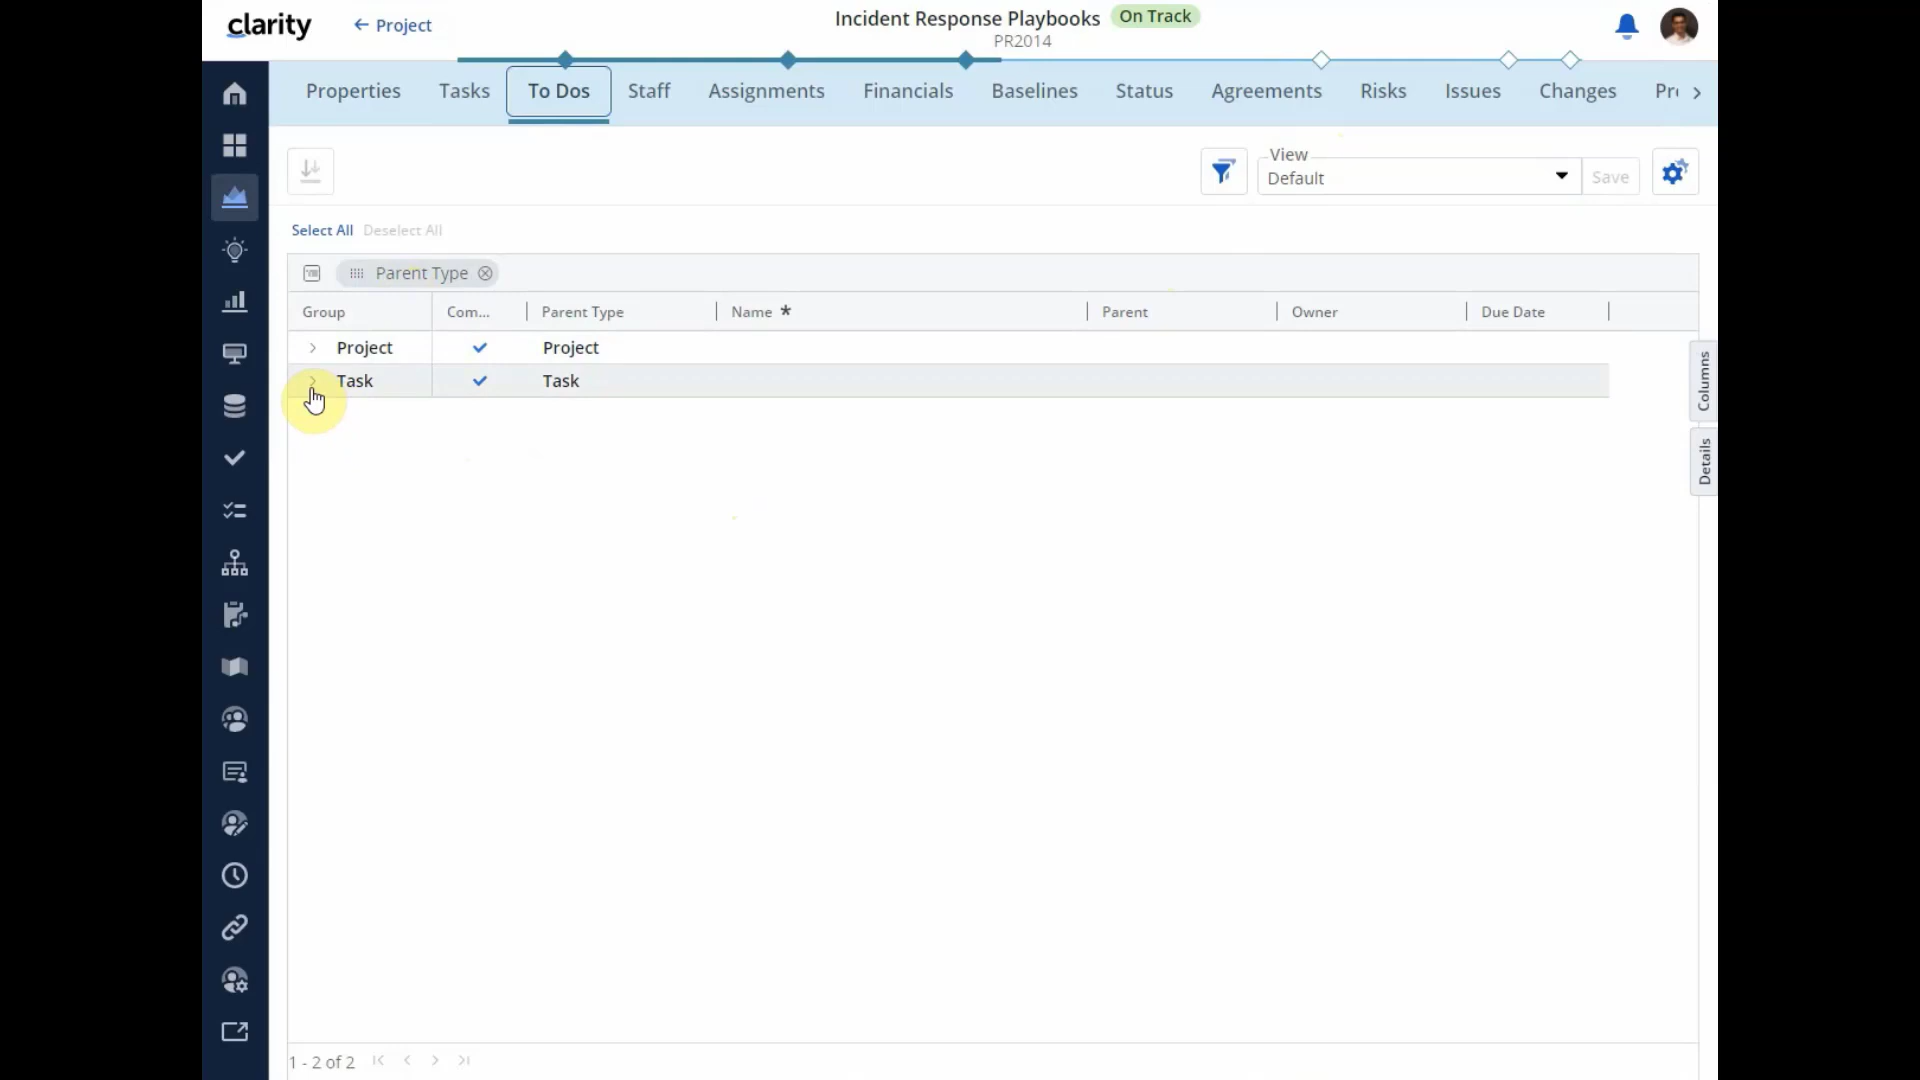 clarity
Project
Incident Response Playbooks On Track
PR2014
Properties Tasks To Dos Staff Assignments Financials Baselines Status Agreements Risks Issues Changes
View
Default
Save
Select All Deselect All
Parent Type
Group Com... Parent Type Name * Parent Owner Due Date
Project Project
Task Task
Columns
Details
1 - 2 of 2